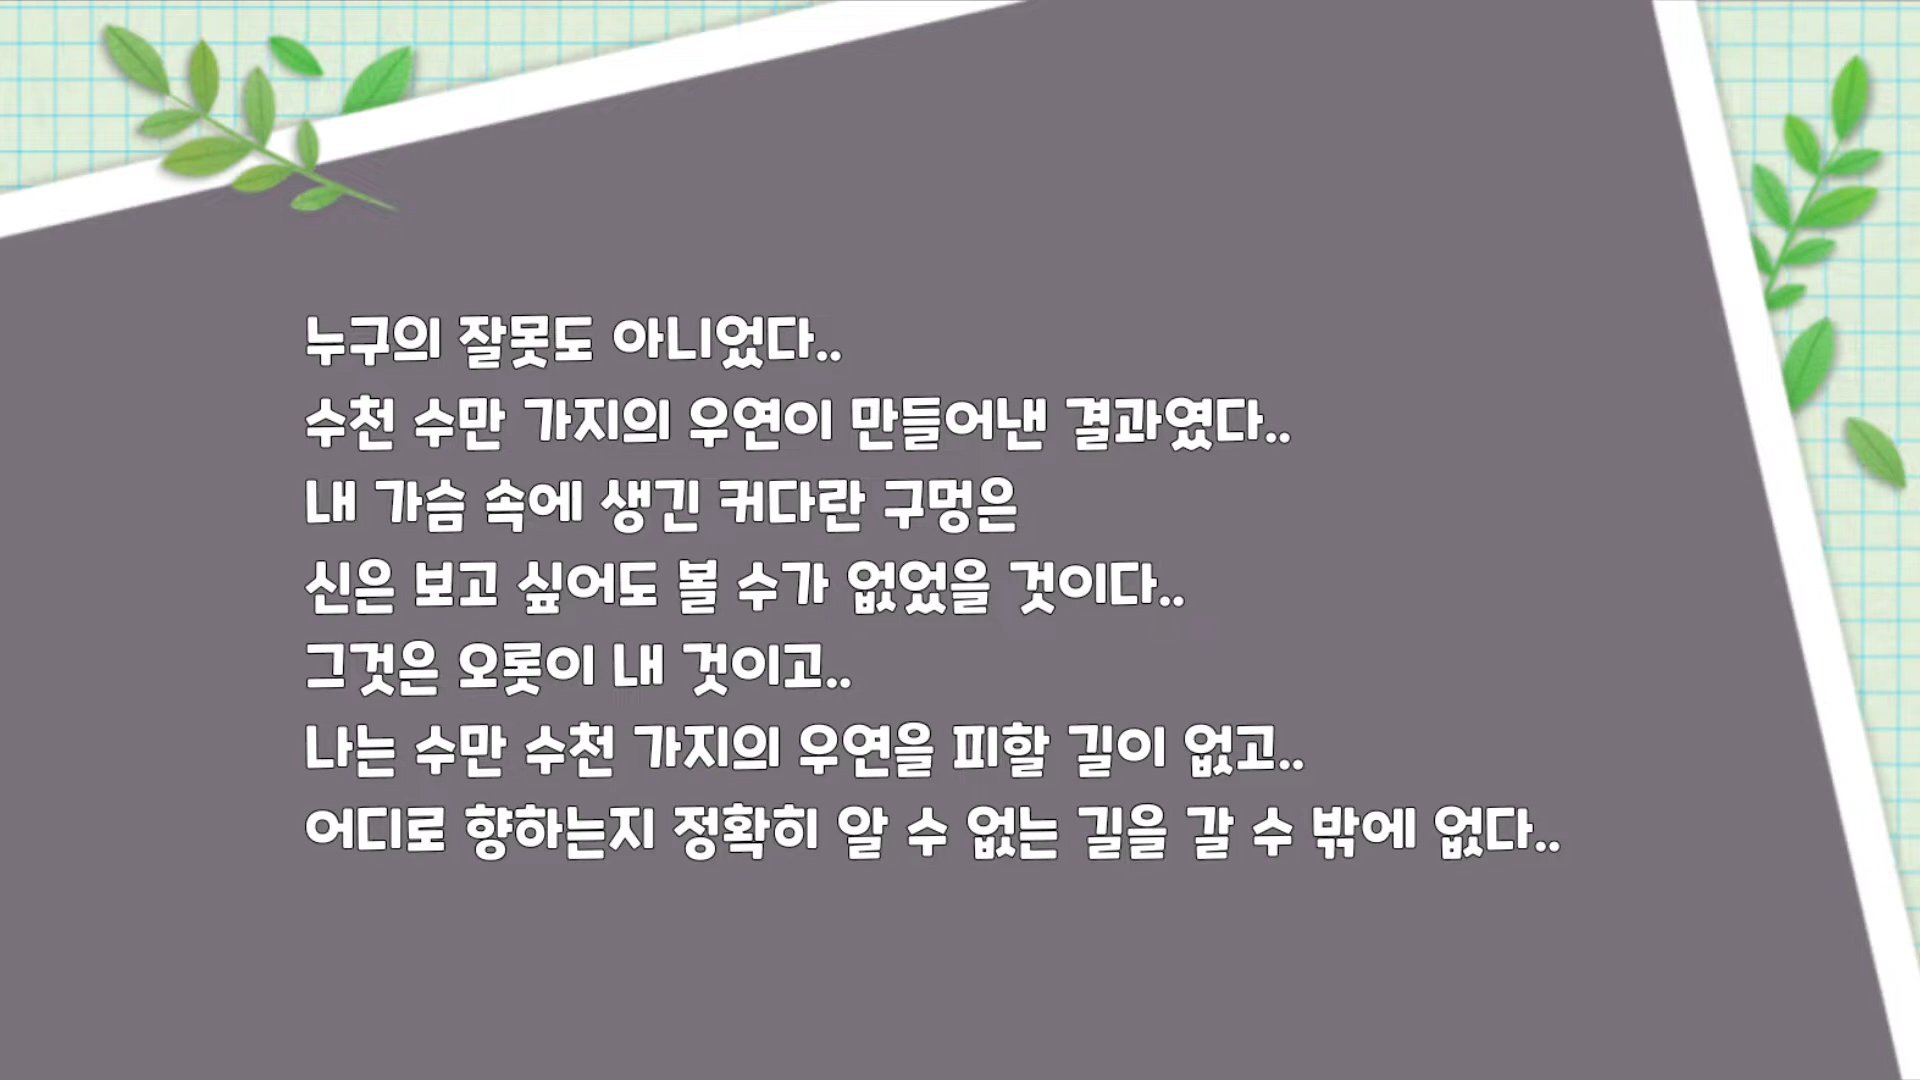 누구의 잘못도 아니었다..
수천 수만 가지의 우연이 만들어낸 결과였다..
내 가슴 속에 생긴 커다란 구멍은
신은 보고 싶어도 볼 수가 없었을 것이다..
그것은 오롯이 내 것이고..
나는 수만 수천 가지의 우연을 피할 길이 없고..
어디로 향하는지 정확히 알 수 없는 길을 갈 수 밖에 없다..